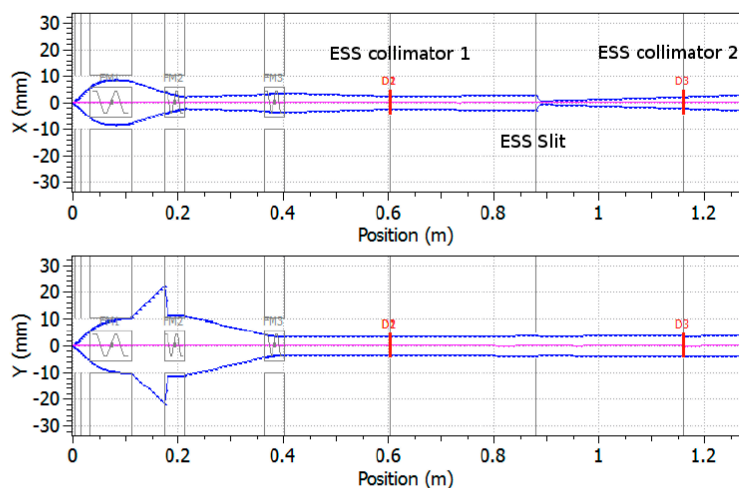 30
ESS collimator 1
ESS collimator 2
20
10
FM1
FM2
FM3
D2
D3
X (mm)
0
-10
ESS Slit
-20
-30
0
0.2
0.4
0.6
0.8
1
1.2
Position (m)
30
20
10
FM1
FM2
FM3
D2
D3
Y (mm)
0
-10
-20
-30
0
0.2
0.4
0.6
0.8
1
1.2
Position (m)